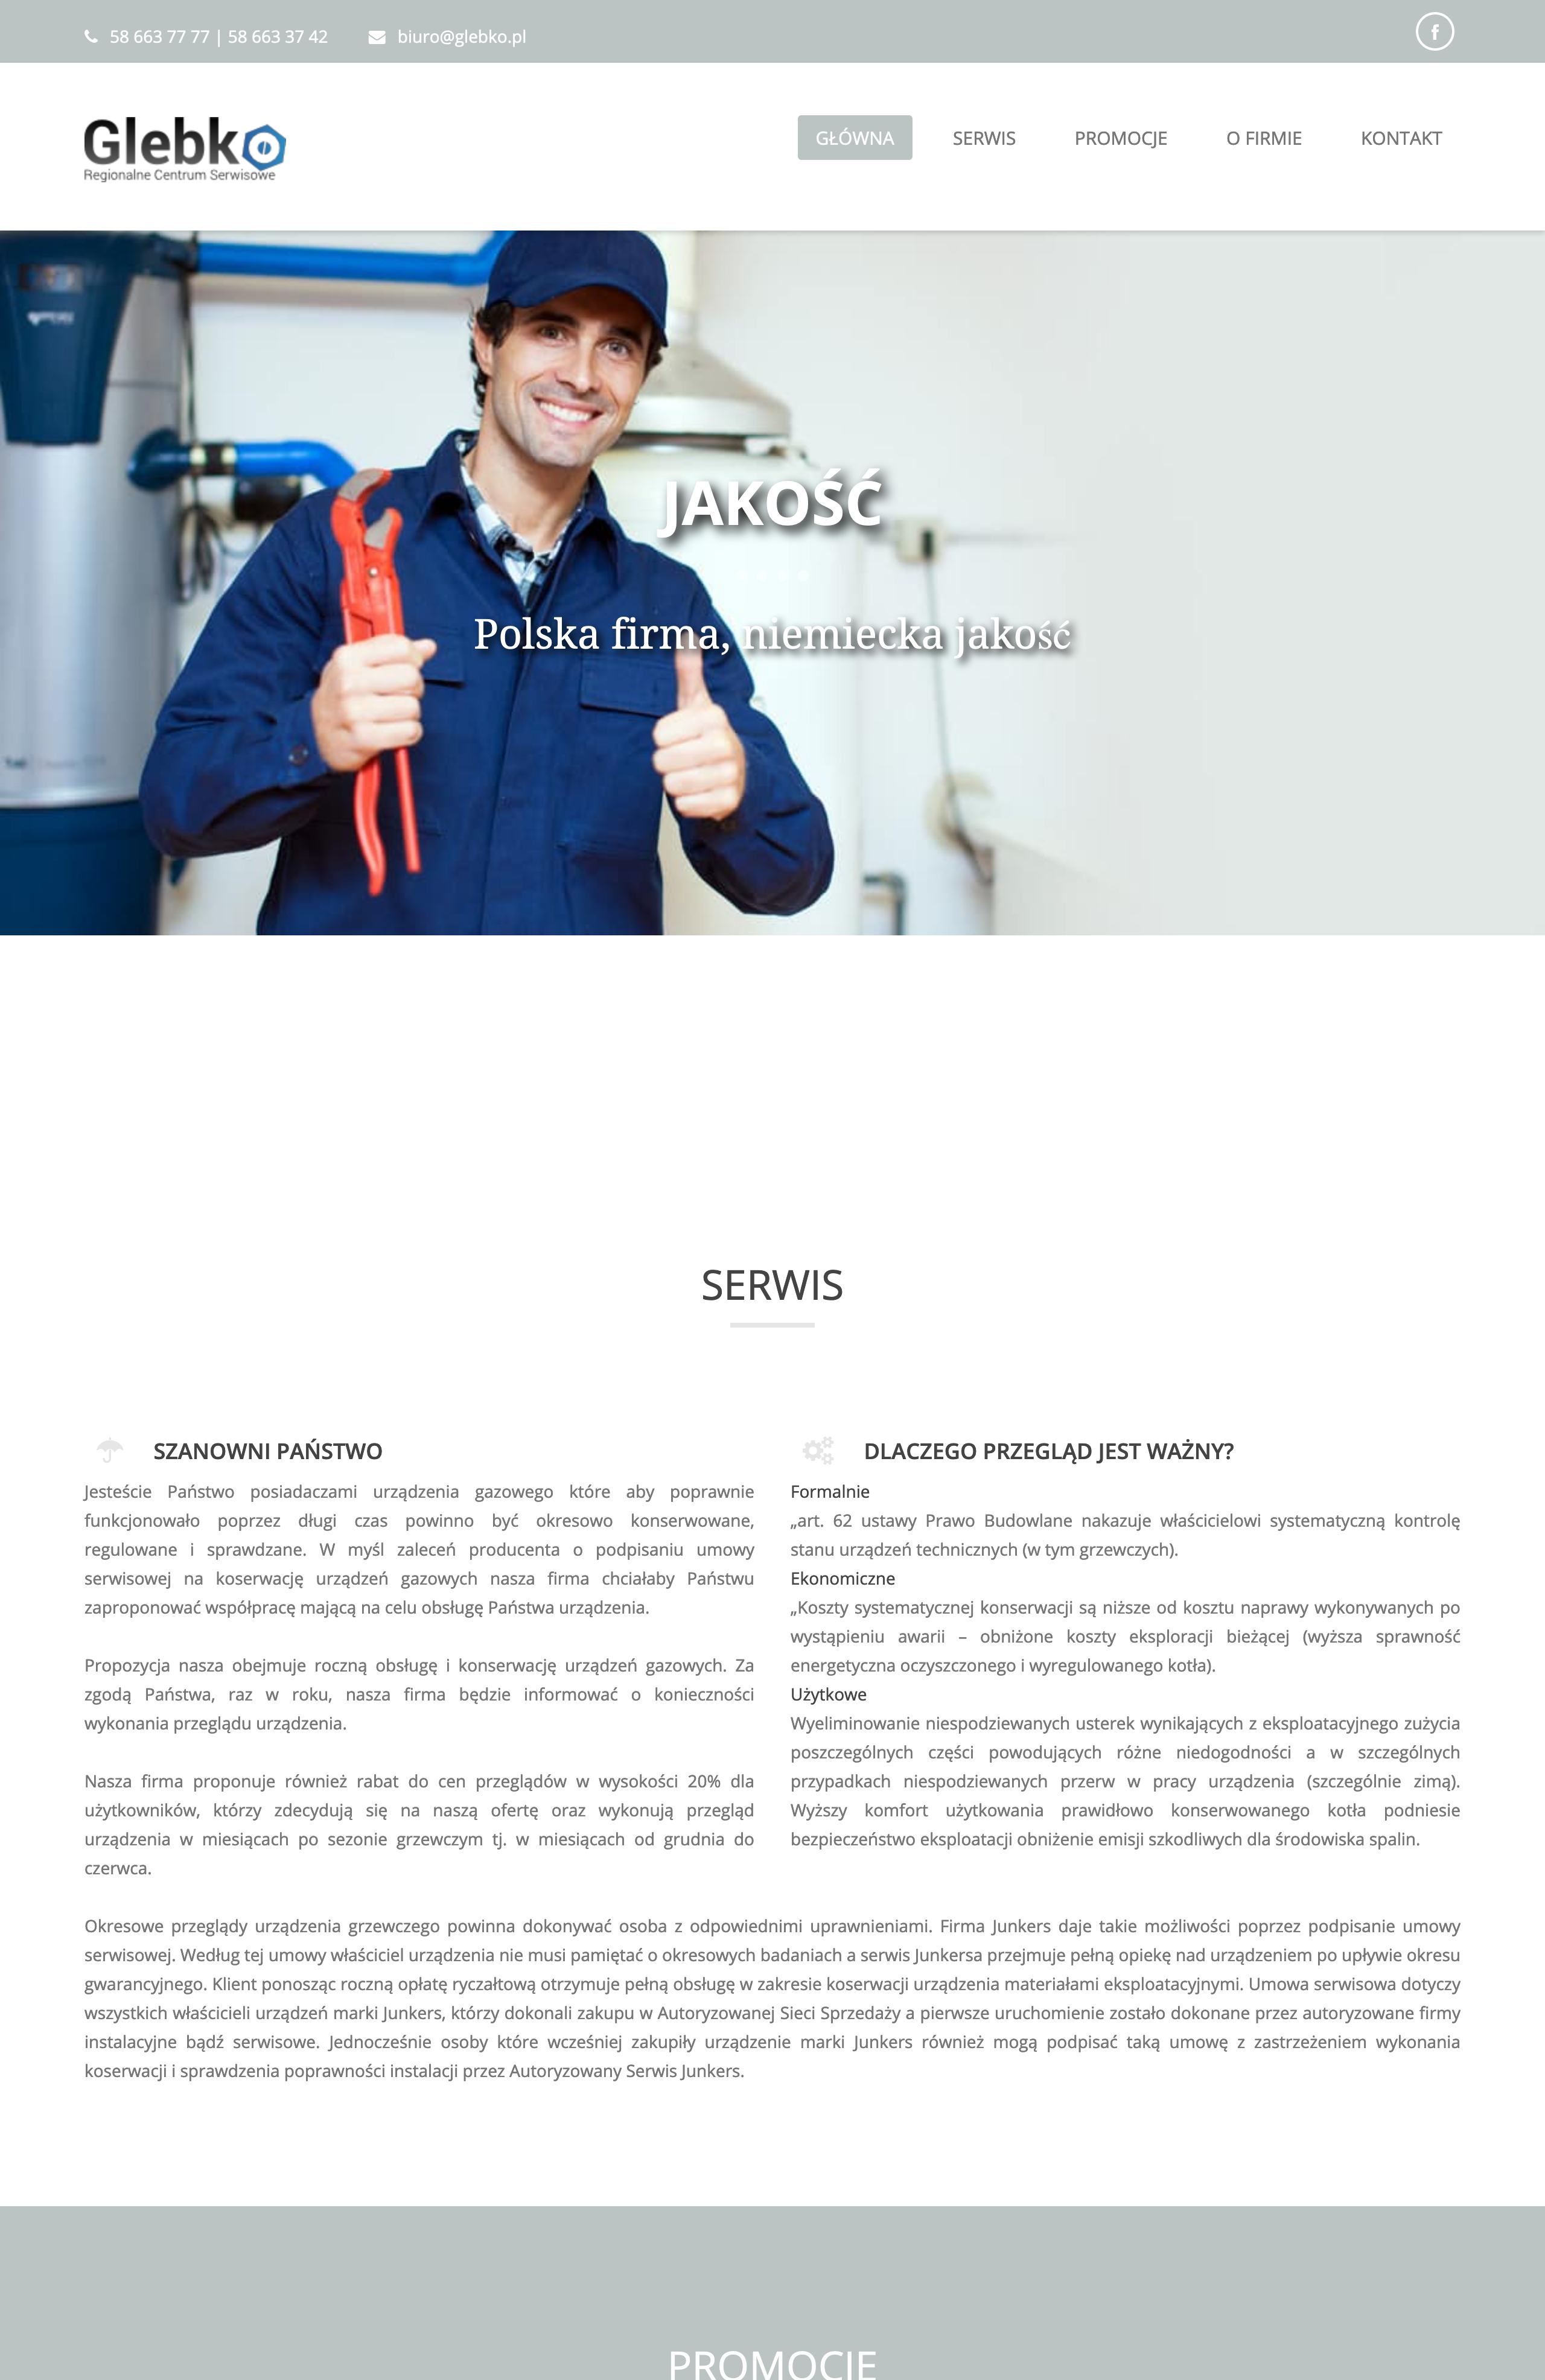 58 663 77 77 | 58 663 37 42
biuro@glebko.pl
Glebko
Regionalne Centrum Serwisowe
GŁÓWNA
SERWIS
PROMOCJE
O FIRMIE
KONTAKT
JAKOŚĆ
Polska firma, niemiecka jakość
SERWIS
SZANOWNI PAŃSTWO
Jesteście Państwo posiadaczami urządzenia gazowego które aby poprawnie
funkcjonowało poprzez długi czas powinno być okresowo konserwowane,
regulowane i sprawdzane. W myśl zaleceń producenta o podpisaniu umowy
serwisowej na koserwację urządzeń gazowych nasza firma chciałaby Państwu
zaproponować współpracę mającą na celu obsługę Państwa urządzenia.
Propozycja nasza obejmuje roczną obsługę i konserwację urządzeń gazowych. Za
zgodą Państwa, raz w roku, nasza firma będzie informować o konieczności
wykonania przeglądu urządzenia.
Nasza firma proponuje również rabat do cen przeglądów w wysokości 20% dla
użytkowników, którzy zdecydują się na naszą ofertę oraz wykonują przegląd
urządzenia w miesiącach po sezonie grzewczym tj. w miesiącach od grudnia do
czerwca.
DLACZEGO PRZEGLĄD JEST WAŻNY?
Formalnie
„art. 62 ustawy Prawo Budowlane nakazuje właścicielowi systematyczną kontrolę
stanu urządzeń technicznych (w tym grzewczych).
Ekonomiczne
„Koszty systematycznej konserwacji są niższe od kosztu naprawy wykonywanych po
wystąpieniu awarii – obniżone koszty eksploracji bieżącej (wyższa sprawność
energetyczna oczyszczonego i wyregulowanego kotła).
Użytkowe
Wyeliminowanie niespodziewanych usterek wynikających z eksploatacyjnego zużycia
poszczególnych części powodujących różne niedogodności a w szczególnych
przypadkach niespodziewanych przerw w pracy urządzenia (szczególnie zimą).
Wyższy komfort użytkowania prawidłowo konserwowanego kotła podniesie
bezpieczeństwo eksploatacji obniżenie emisji szkodliwych dla środowiska spalin.
Okresowe przeglądy urządzenia grzewczego powinna dokonywać osoba z odpowiednimi uprawnieniami. Firma Junkers daje takie możliwości poprzez podpisanie umowy
serwisowej. Według tej umowy właściciel urządzenia nie musi pamiętać o okresowych badaniach a serwis Junkersa przejmuje pełną opiekę nad urządzeniem po upływie okresu
gwarancyjnego. Klient ponosząc roczną opłatę ryczałtową otrzymuje pełną obsługę w zakresie koserwacji urządzenia materiałami eksploatacyjnymi. Umowa serwisowa dotyczy
wszystkich właścicieli urządzeń marki Junkers, którzy dokonali zakupu w Autoryzowanej Sieci Sprzedaży a pierwsze uruchomienie zostało dokonane przez autoryzowane firmy
instalacyjne bądź serwisowe. Jednocześnie osoby które wcześniej zakupiły urządzenie marki Junkers również mogą podpisać taką umowę z zastrzeżeniem wykonania
koserwacji i sprawdzenia poprawności instalacji przez Autoryzowany Serwis Junkers.
PROMOCJE